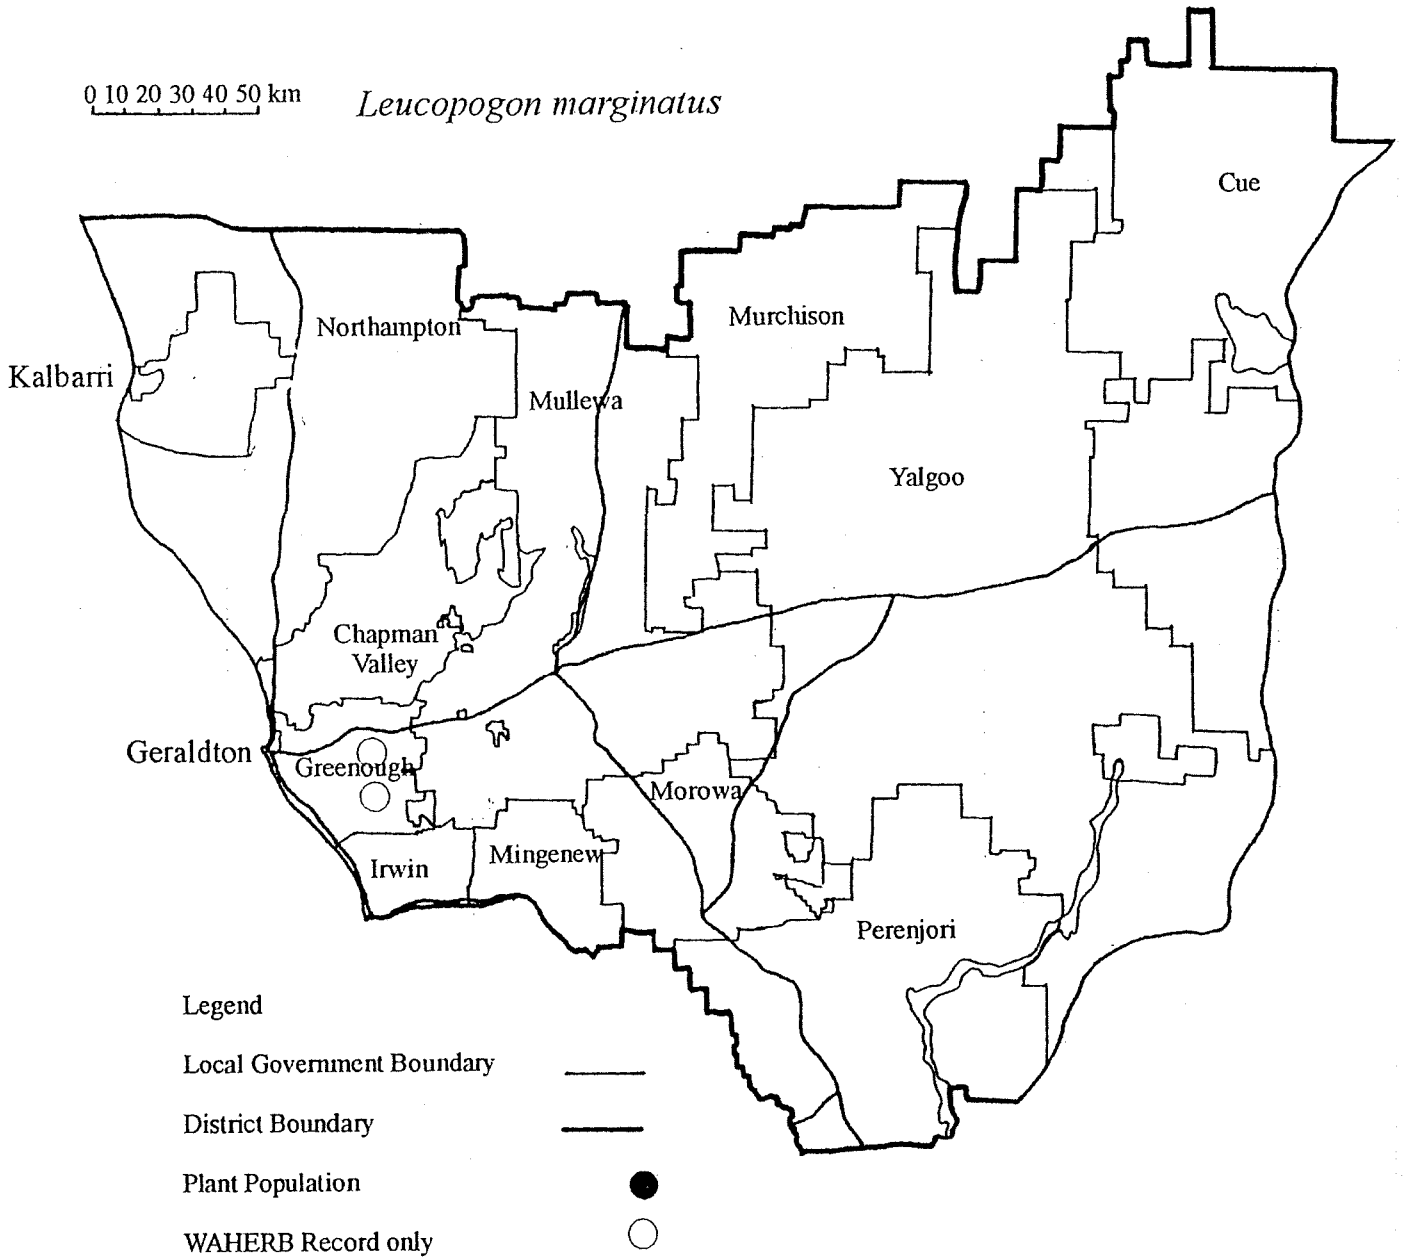 0 10 20 30 40 50 km
Leucopogon marginatus
Cue
Northampton
Murchison
Kalbarri
Mullewa
Yalgoo
Chapman
Valley
Geraldton
Greenough
Morowa
Irwin
Mingenew
Perenjori
Legend
Local Government Boundary
District Boundary
Plant Population
WAHERB Record only